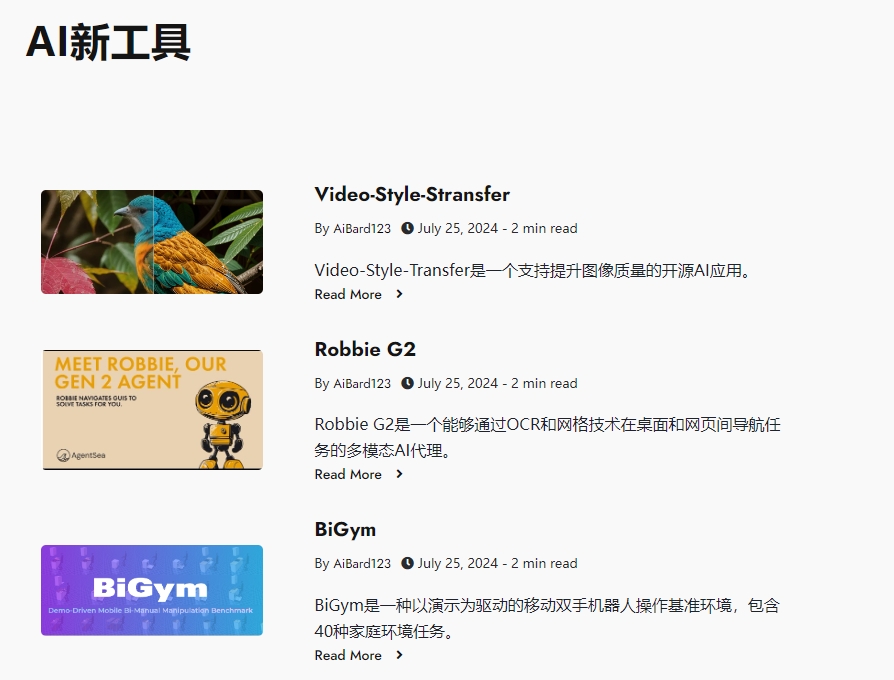 AI新工具
Video-Style-Stransfer
By AiBard123 July 25, 2024 - 2 min read
Video-Style-Transfer是一个支持提升图像质量的开源AI应用。
Read More
MEET ROBBIE, OUR
GEN 2 AGENT
ROBBIE NAVIGATES GUIS TO
SOLVE TASKS FOR YOU.
AgentSea
Robbie G2
By AiBard123 July 25, 2024 - 2 min read
Robbie G2是一个能够通过OCR和网格技术在桌面和网页间导航任
务的多模态AI代理。
Read More
BiGym
Demo-Driven Mobile Bi-Manual Manipulation Benchmark
BiGym
By AiBard123 July 25, 2024 - 2 min read
BiGym是一种以演示为驱动的移动双手机器人操作基准环境，包含
40种家庭环境任务。
Read More